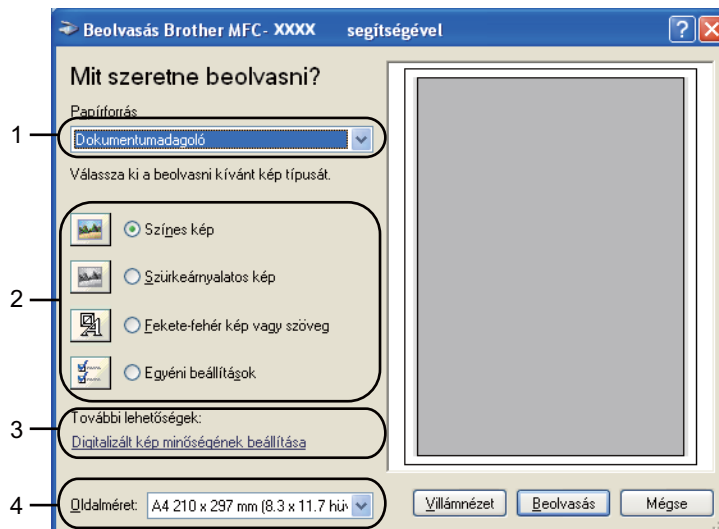 Beolvasás Brother MFC- XXXX segítségével
Mit szeretne beolvasni?
Papírforrás
1
Dokumentumadagoló
Válassza ki a beolvasni kívánt kép típusát.
Színes kép
2
Szürkeárnyalatos kép
Fekete-fehér kép vagy szöveg
Egyéni beállítások
3
További lehetőségek:
Digitalizált kép minőségének beállítása
4
Oldalméret: A4 210 x 297 mm (8.3 x 11.7 hüv
Villámnézet
Beolvasás
Mégse